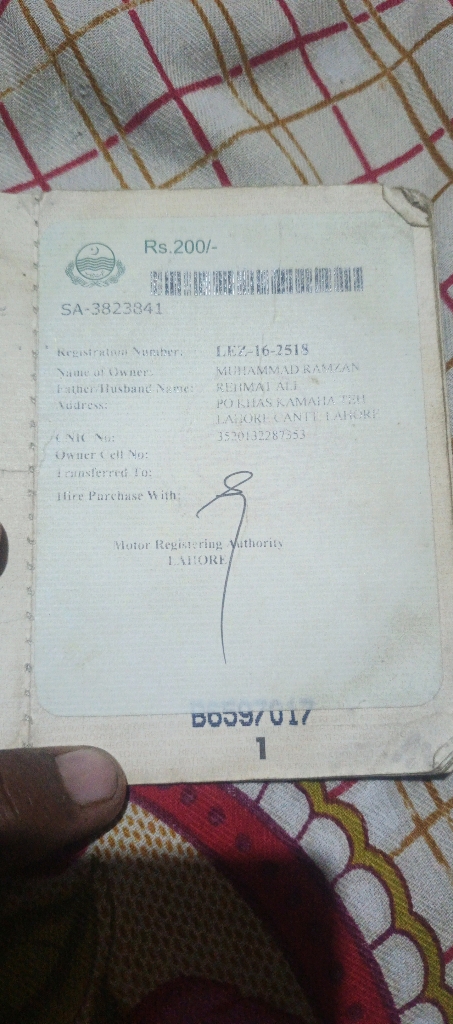 Rs.200/-
SA-3823841
Registration Number: LEZ-16-2518
Name of Owner: MUHAMMAD RAMZAN
Father/Husband Name: REHMAT ALI
Address: PO KHAS KAMAHA TEH
LAHORE CANTT LAHORE
CNIC No: 3520132287953
Owner Cell No:
Transferred To:
Hire Purchase With:
Motor Registering Authority
LAHORE
B6597017
1